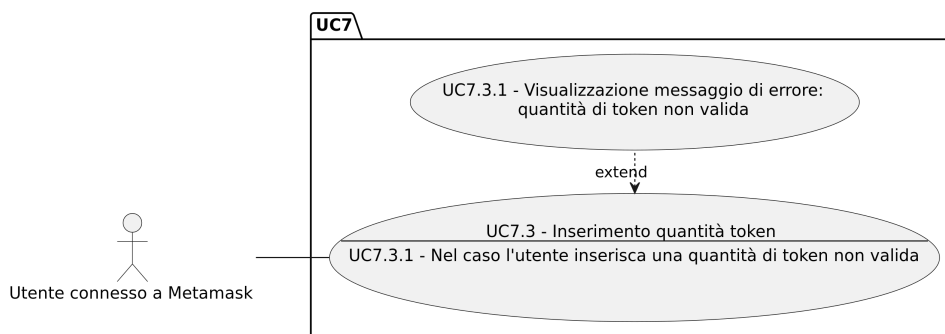 UC7
UC7.3.1 - Visualizzazione messaggio di errore:
quantità di token non valida
extend
UC7.3 - Inserimento quantità token
UC7.3.1 - Nel caso l'utente inserisca una quantità di token non valida
Utente connesso a Metamask